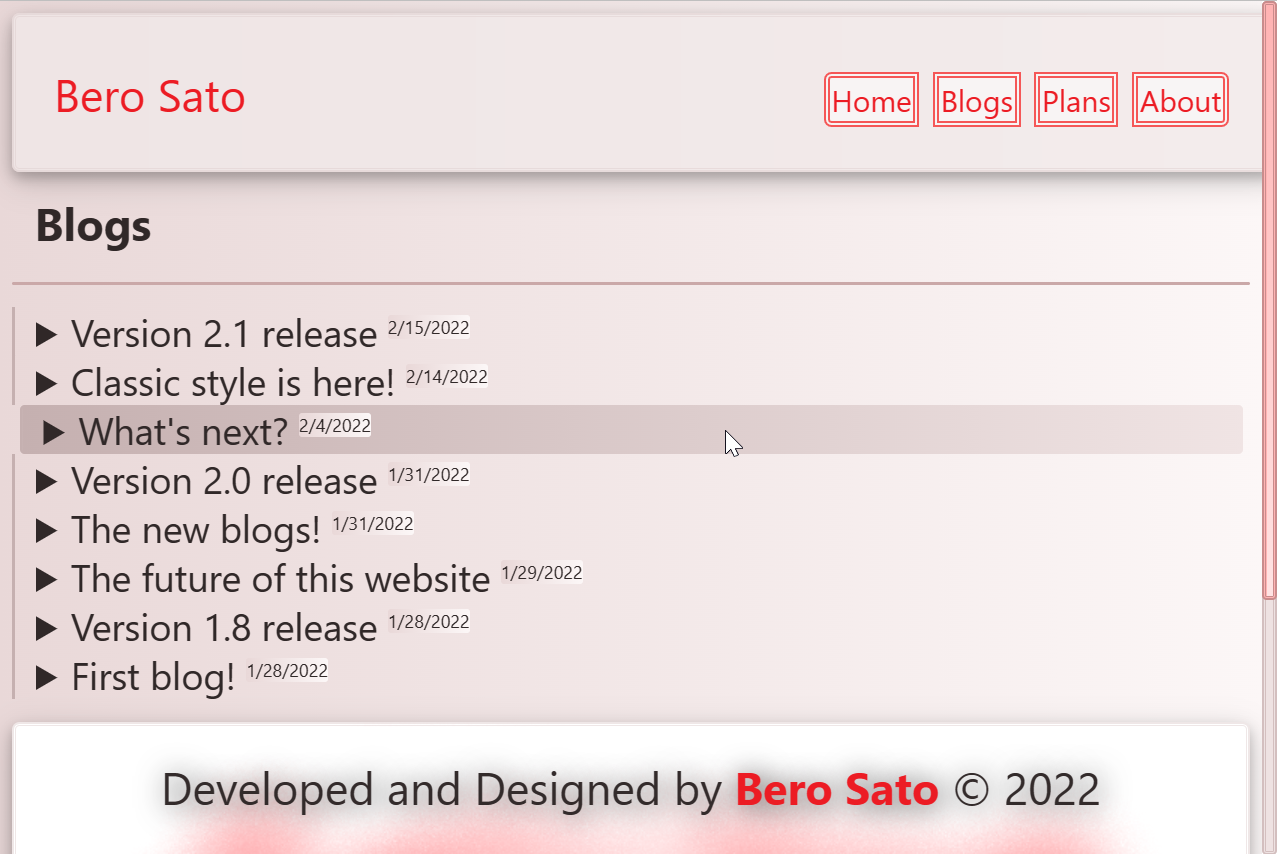 Bero Sato
Home Blogs Plans About
Blogs
Version 2.1 release 2/15/2022
Classic style is here! 2/14/2022
What's next? 2/4/2022
Version 2.0 release 1/31/2022
The new blogs! 1/31/2022
The future of this website 1/29/2022
Version 1.8 release 1/28/2022
First blog! 1/28/2022
Developed and Designed by Bero Sato © 2022